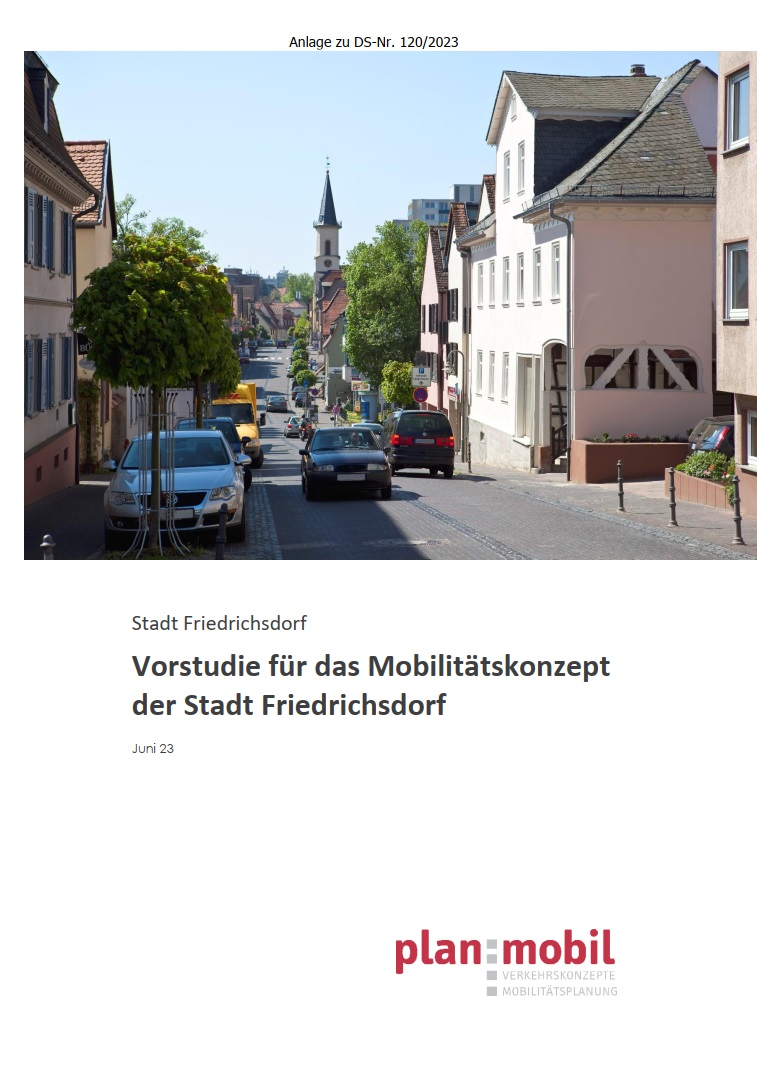 Anlage zu DS-Nr. 120/2023
Stadt Friedrichsdorf
Vorstudie für das Mobilitätskonzept
der Stadt Friedrichsdorf
Juni 23
plan:mobil
VERKEHRSKONZEPTE
MOBILITÄTSPLANUNG